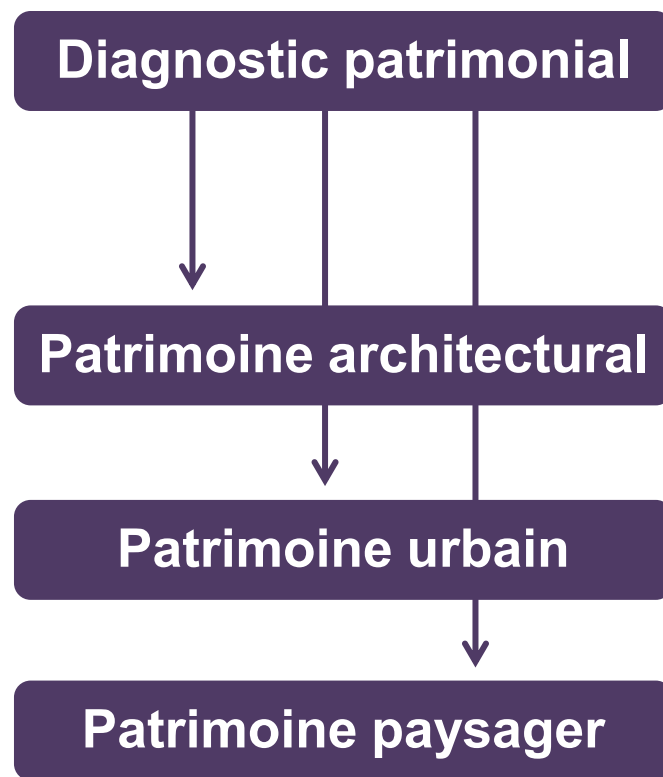 Diagnostic patrimonial
Patrimoine architectural
Patrimoine urbain
Patrimoine paysager